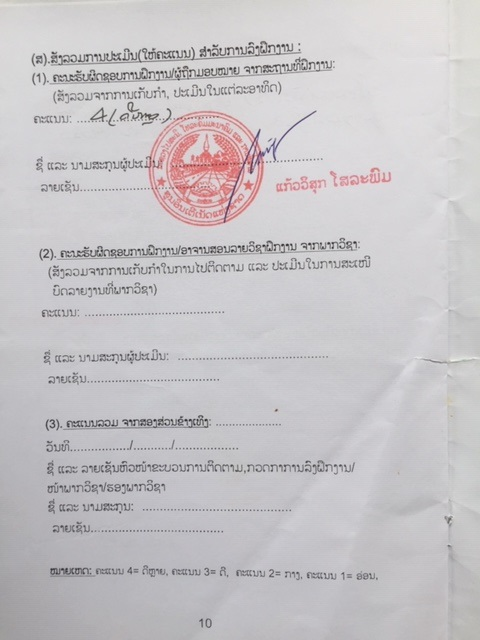 (ສ).ສັງລວມການປະເມີນ(ໃຫ້ຄະແນນ) ສຳລັບການລົງຝຶກງານ :
(1). ຄະນະຮັບຜິດຊອບການຝຶກງານ/ຜູ້ຖືກມອບໝາຍ ຈາກສະຖານທີ່ຝຶກງານ:
(ສັງລວມຈາກການເກັບກຳ, ປະເມີນໃນແຕ່ລະອາທິດ)
ຄະແນນ: ....4
ຊື່ ແລະ ນາມສະກຸນຜູ້ປະເມີນ: ..............................
ລາຍເຊັນ..............................
ສູນອິນເຕີເນັດແຫ່ງຊາດ
ແກ້ວວິສຸກ ໂສລະພິມ
(2). ຄະນະຮັບຜິດຊອບການຝຶກງານ/ອາຈານສອນລາຍວິຊາຝຶກງານ ຈາກພາກວິຊາ:
(ສັງລວມຈາກການເກັບກຳໃນການໄປຕິດຕາມ ແລະ ປະເມີນໃນການສະເໜີ
ບົດລາຍງານທີ່ພາກວິຊາ)
ຄະແນນ: ........................................
ຊື່ ແລະ ນາມສະກຸນຜູ້ປະເມີນ: ...........................................
ລາຍເຊັນ......................................
(3). ຄະແນນລວມ ຈາກສອງສ່ວນຂ້າງເທິງ: ...................
ວັນທີ................./.........../...................
ຊື່ ແລະ ລາຍເຊັນຫົວໜ້າຂະບວນການຕິດຕາມ,ກວດກາການລົງຝຶກງານ/
ໜ້າພາກວິຊາ/ຮອງພາກວິຊາ
ຊື່ ແລະ ນາມສະກຸນ: ...........................................
ລາຍເຊັນ......................................
ໝາຍເຫດ: ຄະແນນ 4= ດີຫຼາຍ, ຄະແນນ 3= ດີ, ຄະແນນ 2= ກາງ, ຄະແນນ 1= ອ່ອນ,
10